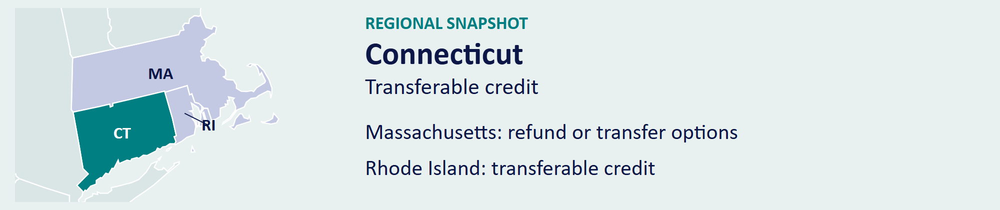 REGIONAL SNAPSHOT
Connecticut
Transferable credit
Massachusetts: refund or transfer options
Rhode Island: transferable credit
MA
CT
RI